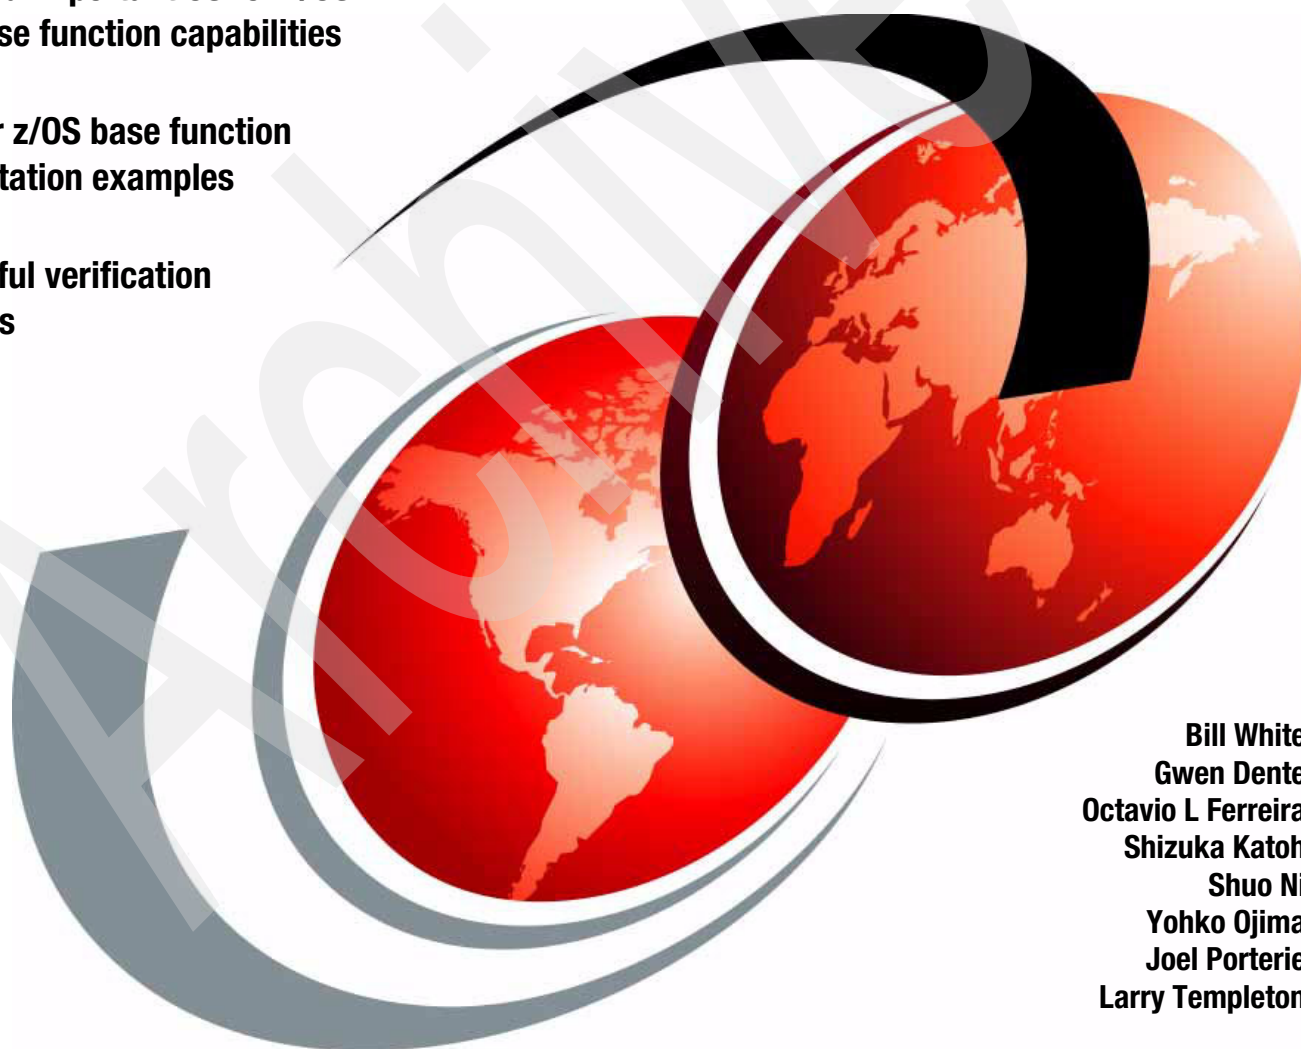 se function capabilities
r z/OS base function
tation examples
ful verification
s
Bill White
Gwen Dente
Octavio L Ferreira
Shizuka Katoh
Shuo Ni
Yohko Ojima
Joel Porterie
Larry Templeton